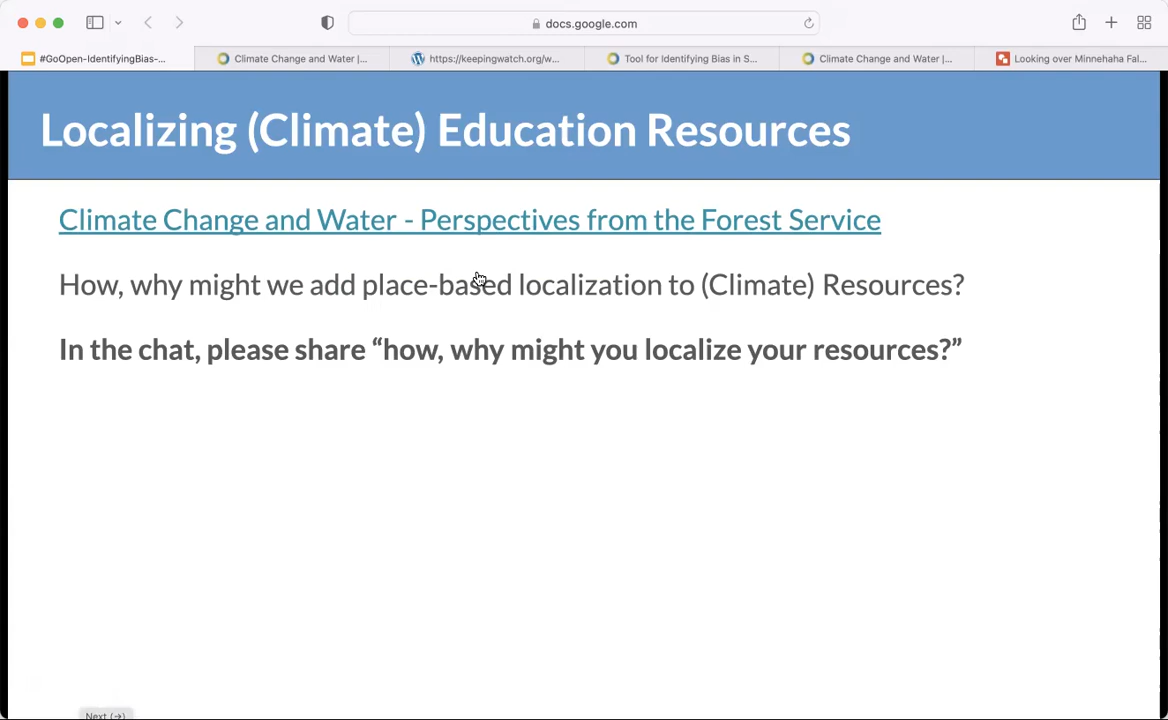 docs.google.com
#GoOpen-IdentifyingBias-...
Climate Change and Water |...
https://keepingwatch.org/w...
Tool for Identifying Bias in S...
Climate Change and Water |...
Looking over Minnehaha Fal...
Localizing (Climate) Education Resources
Climate Change and Water - Perspectives from the Forest Service
How, why might we add place-based localization to (Climate) Resources?
In the chat, please share “how, why might you localize your resources?”
Next (→)